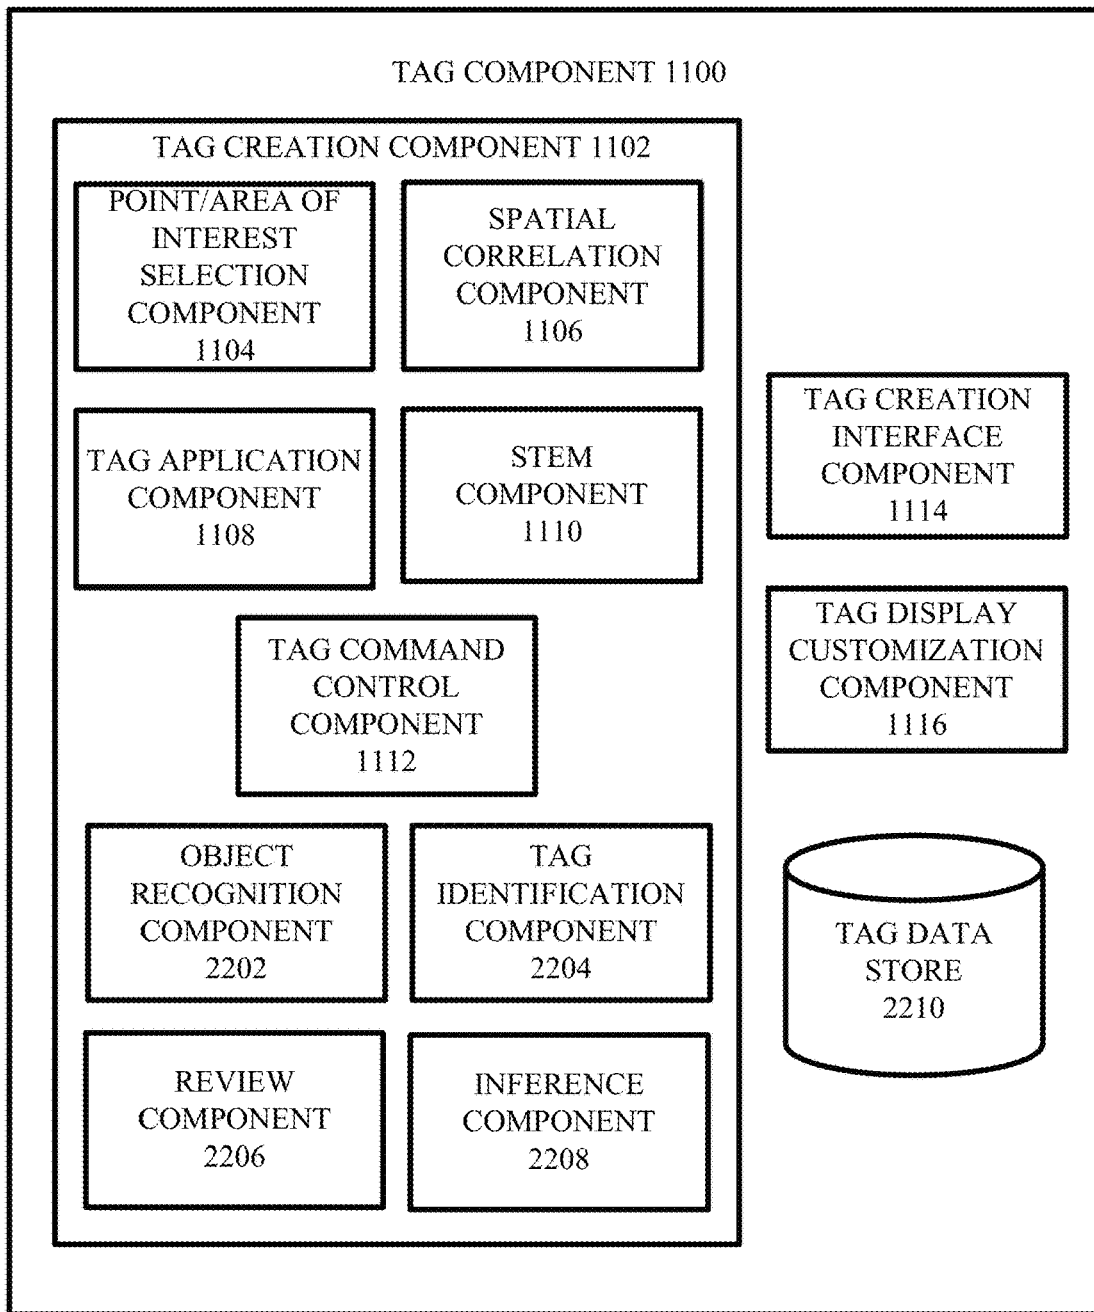 TAG COMPONENT 1100
TAG CREATION COMPONENT 1102
POINT/AREA OF
INTEREST
SELECTION
COMPONENT
1104
SPATIAL
CORRELATION
COMPONENT
1106
TAG APPLICATION
COMPONENT
1108
STEM
COMPONENT
1110
TAG COMMAND
CONTROL
COMPONENT
1112
OBJECT
RECOGNITION
COMPONENT
2202
TAG
IDENTIFICATION
COMPONENT
2204
REVIEW
COMPONENT
2206
INFERENCE
COMPONENT
2208
TAG CREATION
INTERFACE
COMPONENT
1114
TAG DISPLAY
CUSTOMIZATION
COMPONENT
1116
TAG DATA
STORE
2210